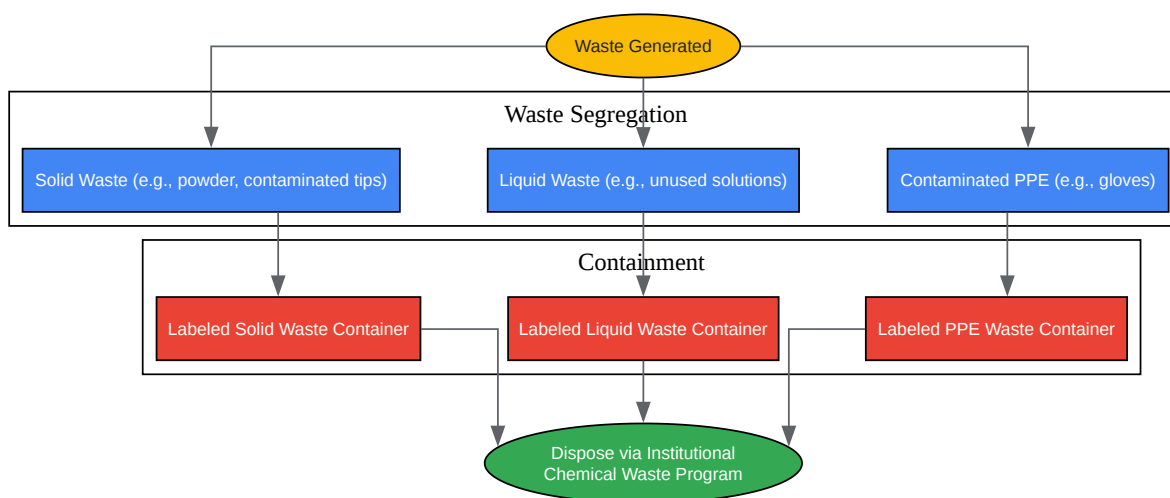 Waste Generated
Waste Segregation
Solid Waste (e.g., powder, contaminated tips)
Liquid Waste (e.g., unused solutions)
Contaminated PPE (e.g., gloves)
Containment
Labeled Solid Waste Container
Labeled Liquid Waste Container
Labeled PPE Waste Container
Dispose via Institutional
Chemical Waste Program